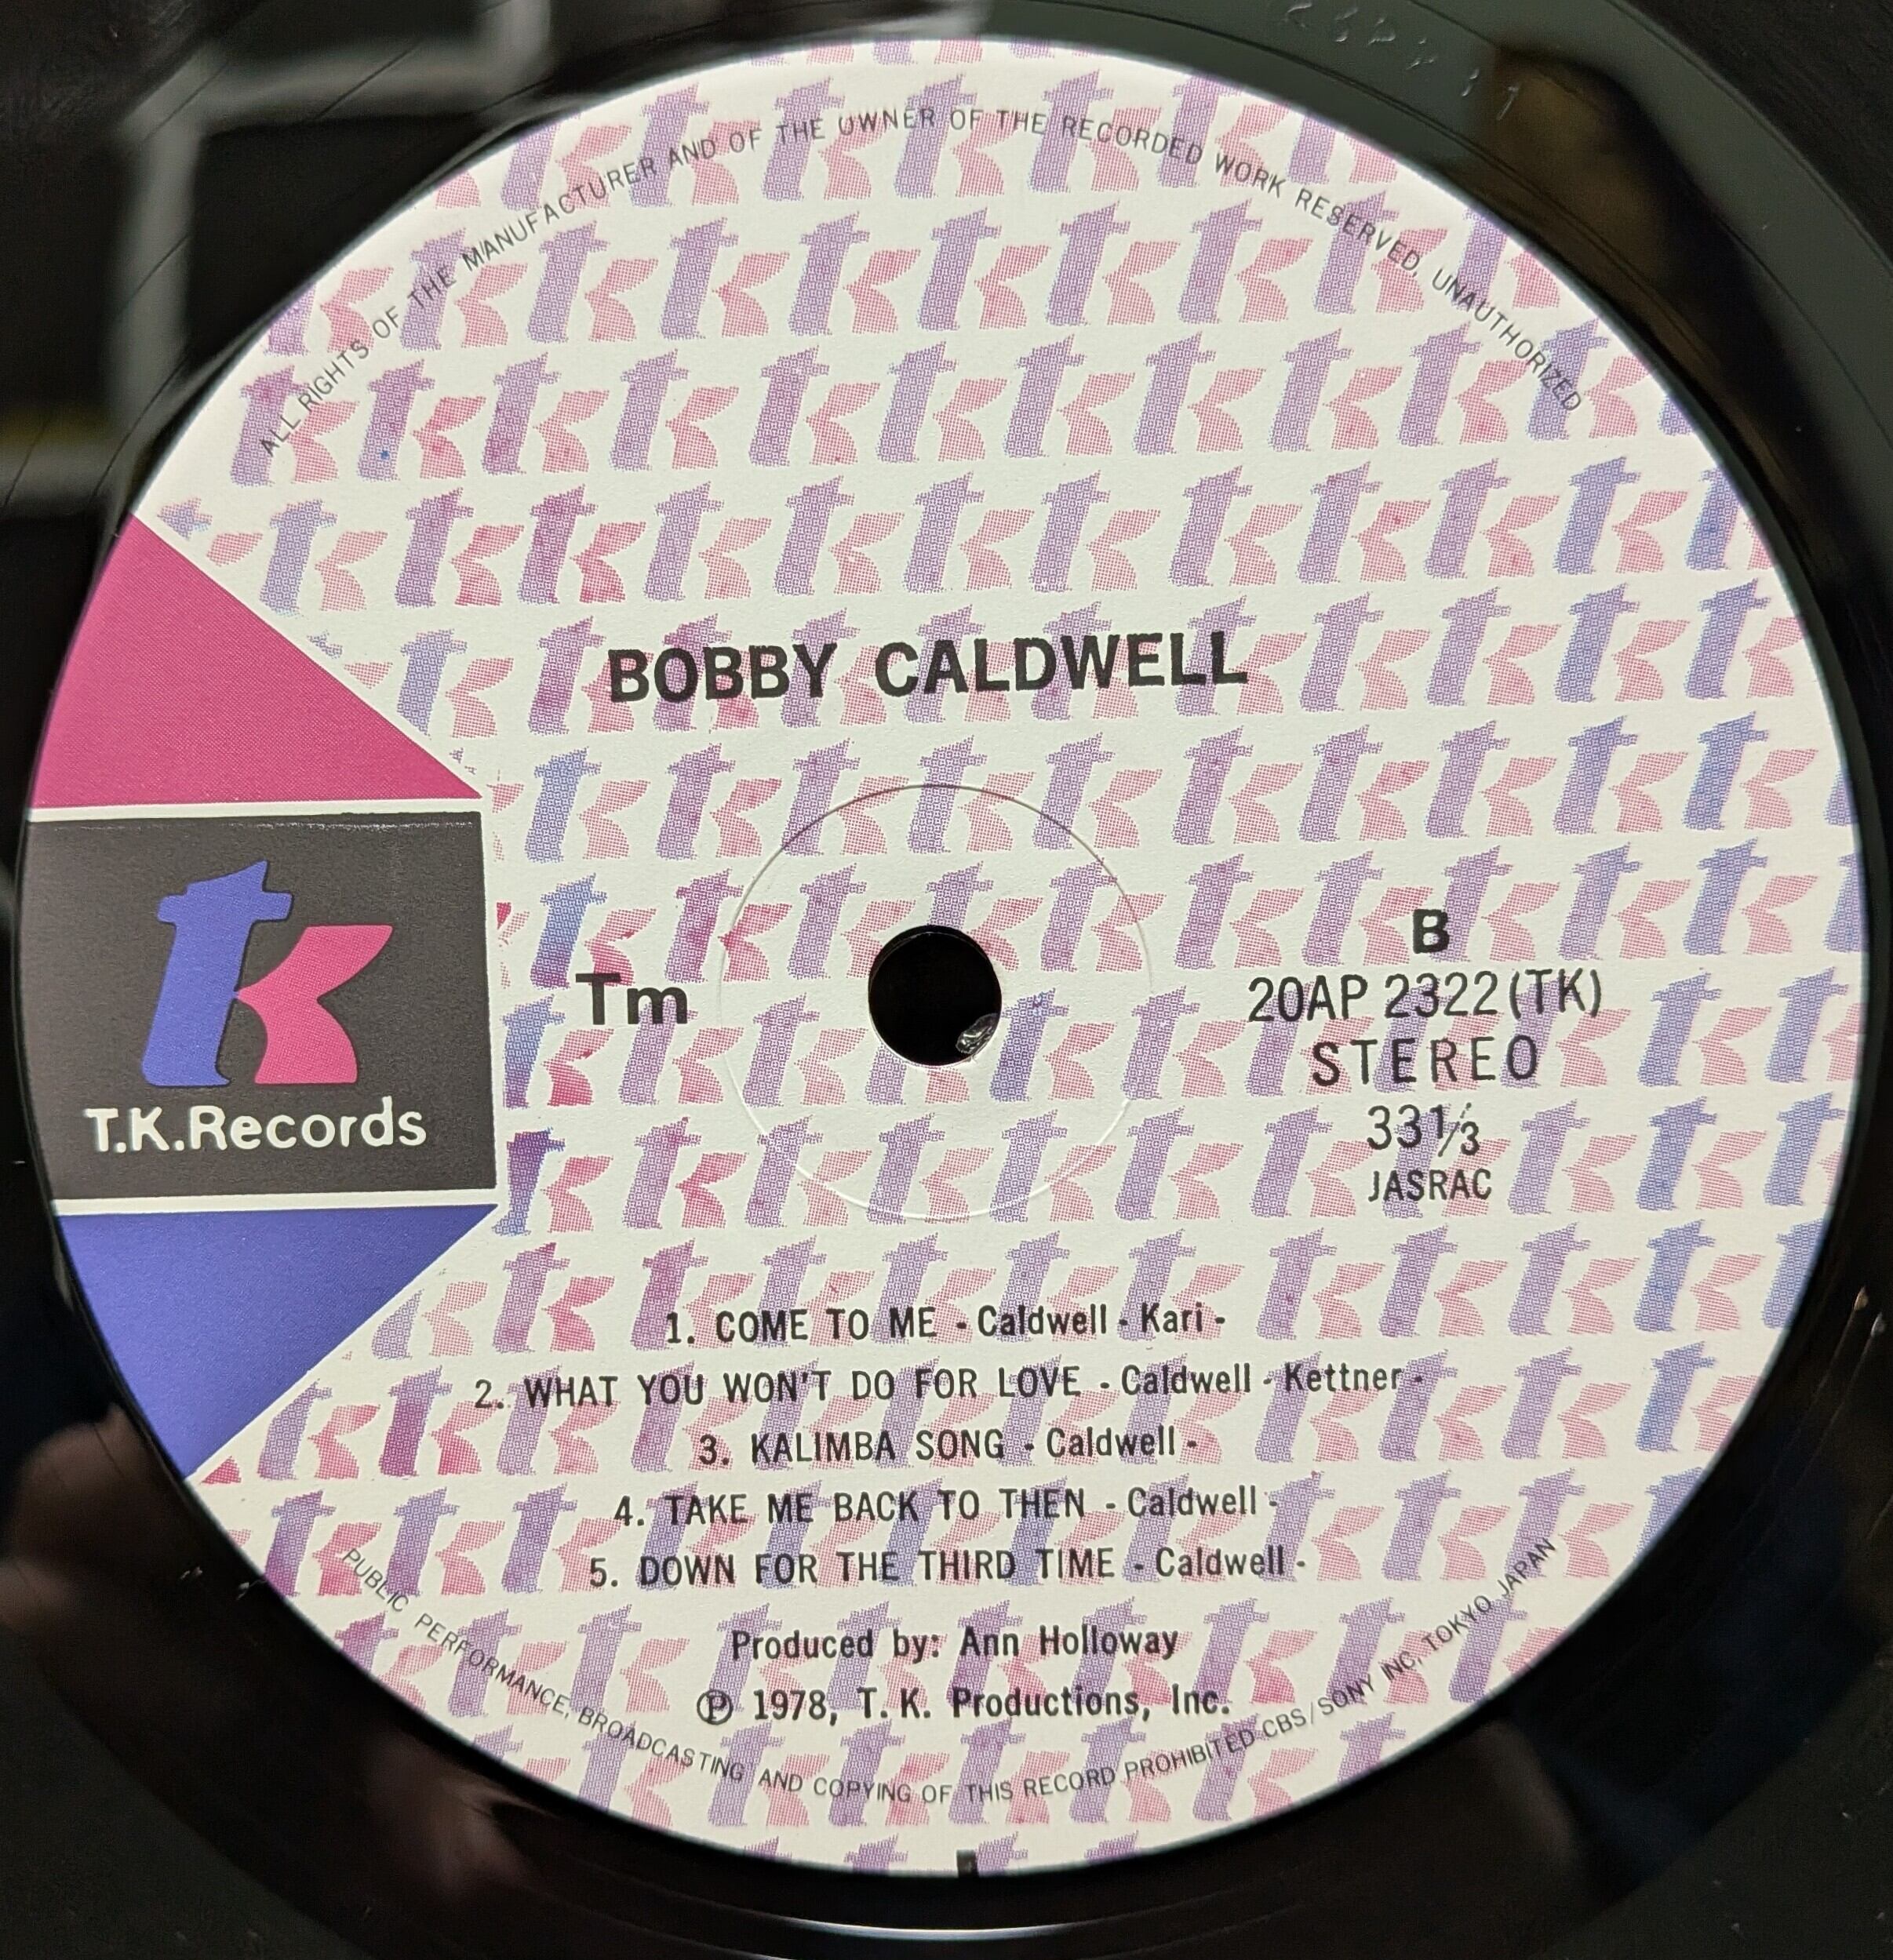 ALL RIGHTS OF THE MANUFACTURER AND OF THE OWNER OF THE RECORDED WORK RESERVED, UNAUTHORIZED
BOBBY CALDWELL
tk
T.K.Records
Tm
B
20AP 2322(TK)
STEREO
33⅓
JASRAC
1. COME TO ME - Caldwell - Kari -
2. WHAT YOU WON'T DO FOR LOVE - Caldwell - Kettner -
3. KALIMBA SONG - Caldwell -
4. TAKE ME BACK TO THEN - Caldwell -
5. DOWN FOR THE THIRD TIME - Caldwell -
Produced by: Ann Holloway
Ⓟ 1978, T. K. Productions, Inc.
PUBLIC PERFORMANCE, BROADCASTING AND COPYING OF THIS RECORD PROHIBITED-CBS/SONY INC, TOKYO JAPAN